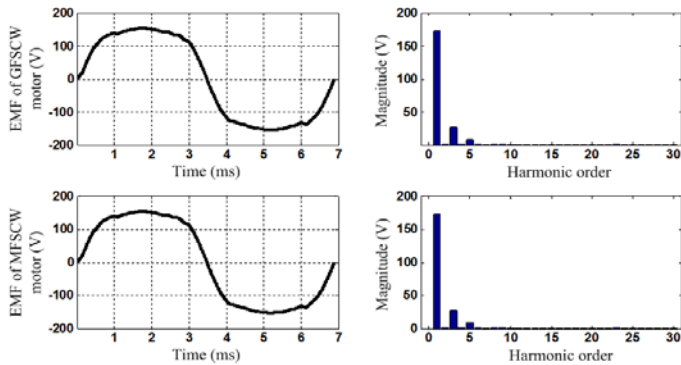 EMF of GFSCW
motor (V)
200
100
0
-100
-200
1 2 3 4 5 6 7
Time (ms)
Magnitude (V)
200
150
100
50
0 5 10 15 20 25 30
Harmonic order
EMF of MFSCW
motor (V)
200
100
0
-100
-200
1 2 3 4 5 6 7
Time (ms)
Magnitude (V)
200
150
100
50
0 5 10 15 20 25 30
Harmonic order